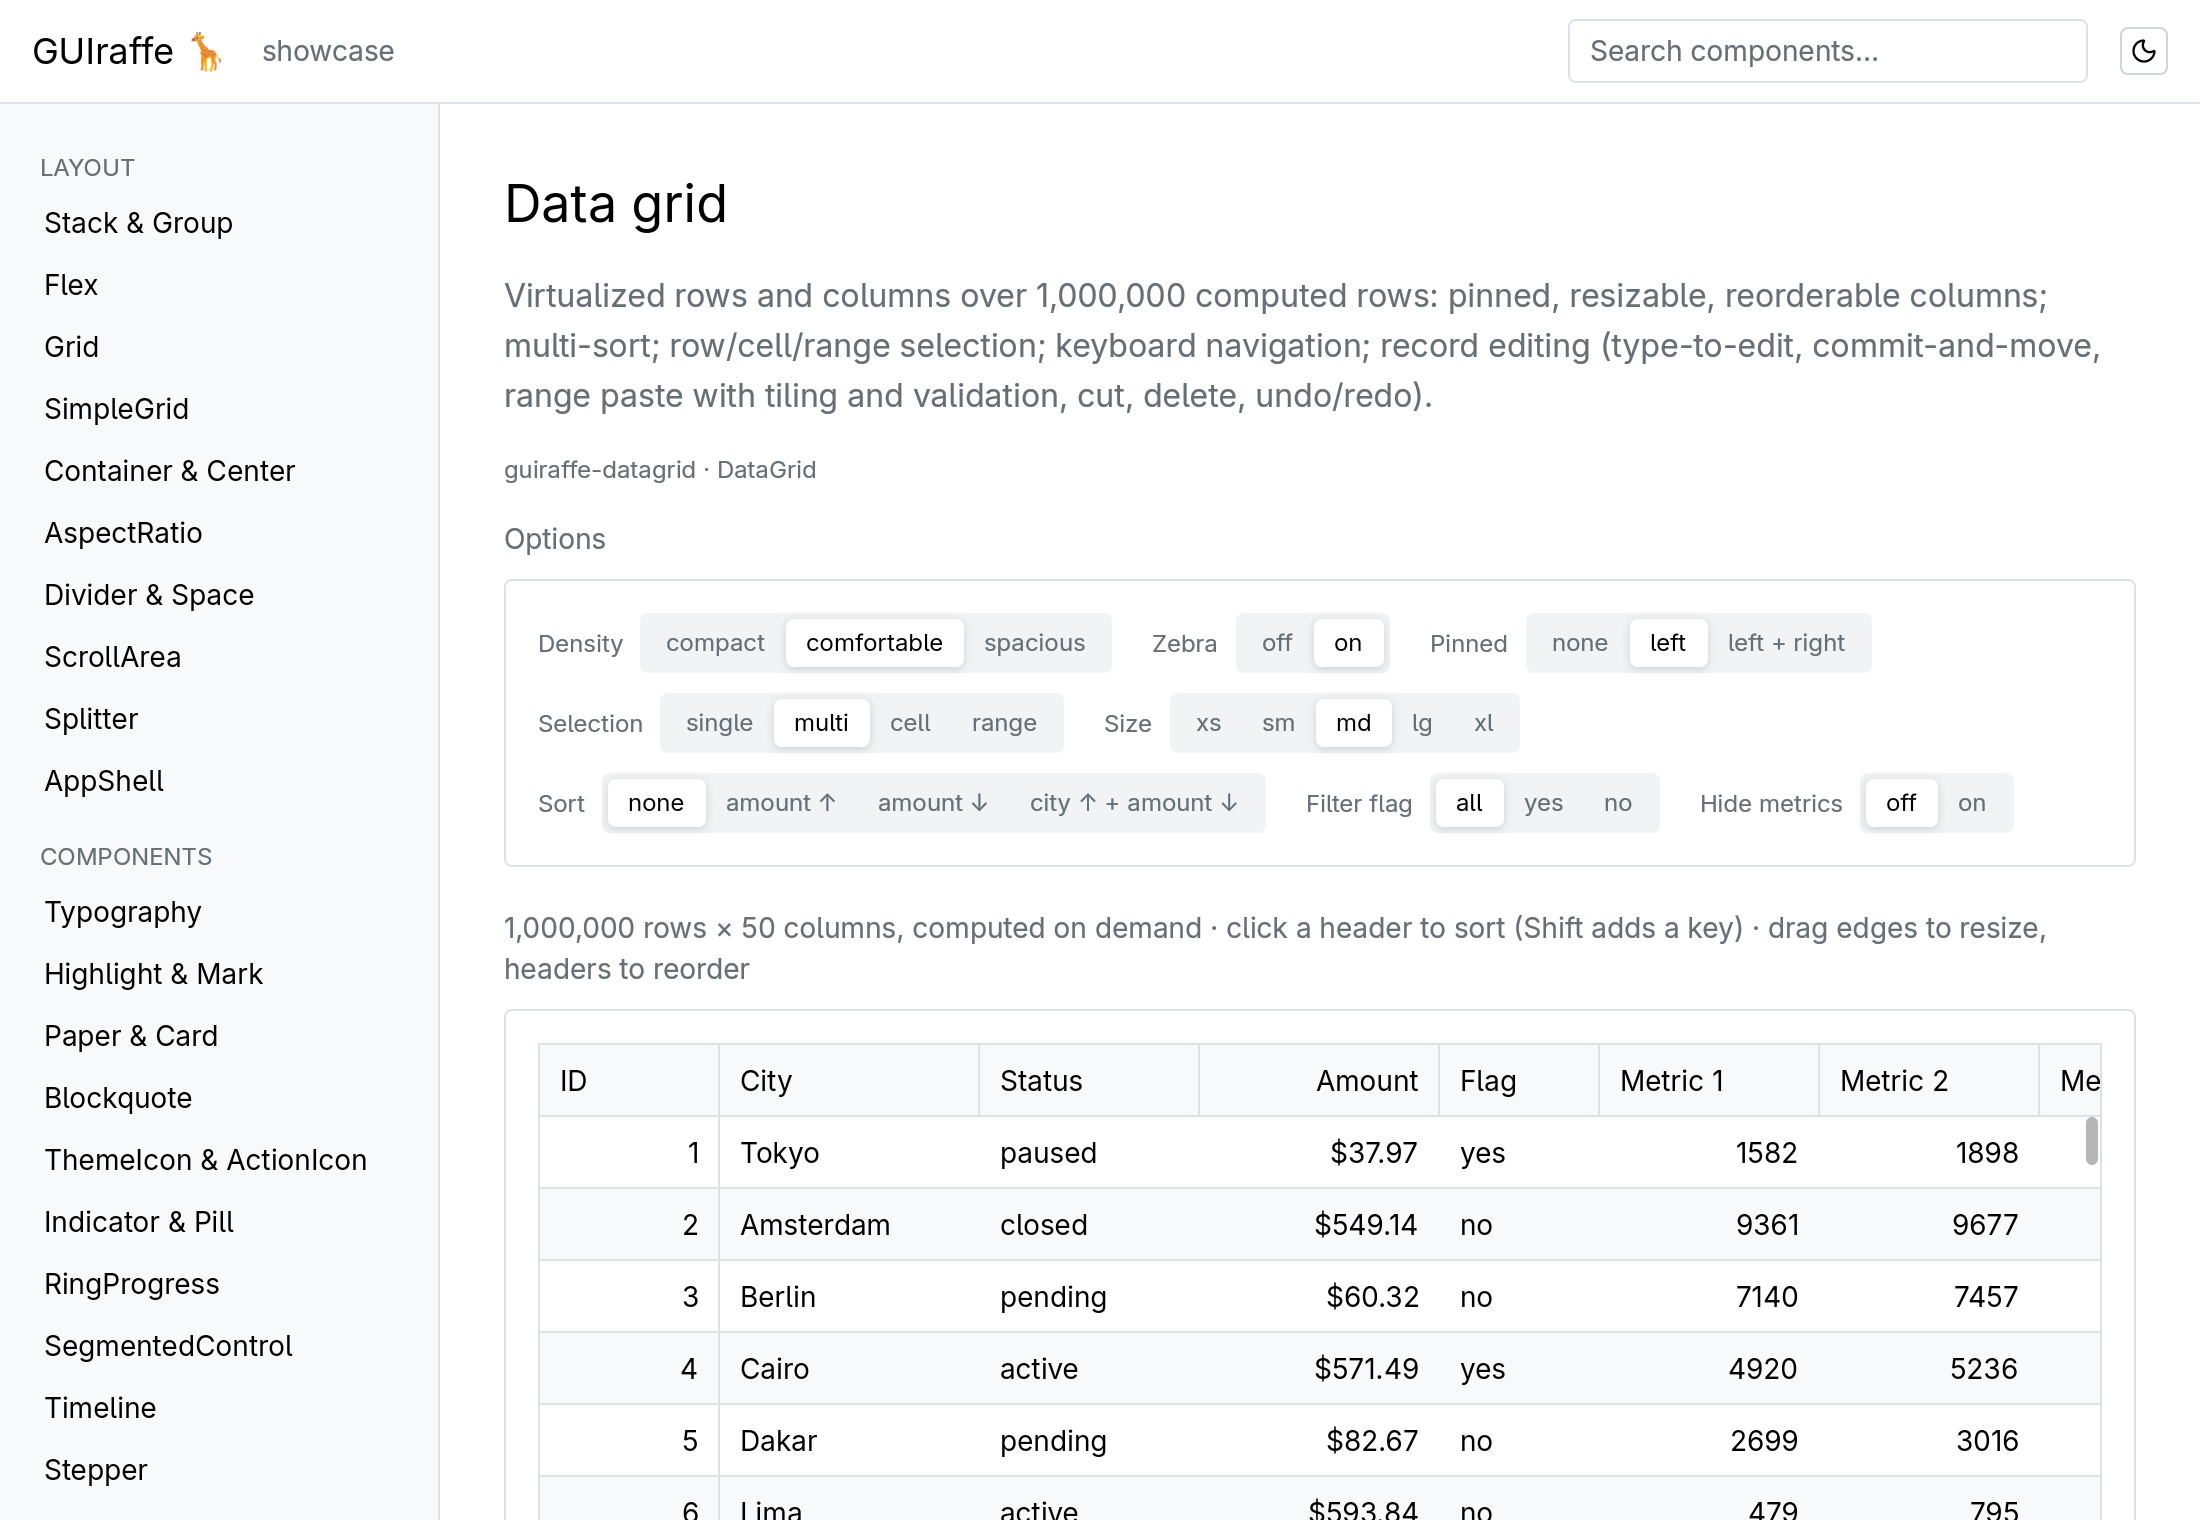 GUIraffe 🦒 showcase Search components...
LAYOUT
Stack & Group
Flex
Grid
SimpleGrid
Container & Center
AspectRatio
Divider & Space
ScrollArea
Splitter
AppShell
COMPONENTS
Typography
Highlight & Mark
Paper & Card
Blockquote
ThemeIcon & ActionIcon
Indicator & Pill
RingProgress
SegmentedControl
Timeline
Stepper
Data grid
Virtualized rows and columns over 1,000,000 computed rows: pinned, resizable, reorderable columns;
multi-sort; row/cell/range selection; keyboard navigation; record editing (type-to-edit, commit-and-move,
range paste with tiling and validation, cut, delete, undo/redo).
guiraffe-datagrid · DataGrid
Options
Density compact comfortable spacious Zebra off on Pinned none left left + right
Selection single multi cell range Size xs sm md lg xl
Sort none amount ↑ amount ↓ city ↑ + amount ↓ Filter flag all yes no Hide metrics off on
1,000,000 rows × 50 columns, computed on demand · click a header to sort (Shift adds a key) · drag edges to resize,
headers to reorder
ID City Status Amount Flag Metric 1 Metric 2 Me
1 Tokyo paused $37.97 yes 1582 1898
2 Amsterdam closed $549.14 no 9361 9677
3 Berlin pending $60.32 no 7140 7457
4 Cairo active $571.49 yes 4920 5236
5 Dakar pending $82.67 no 2699 3016
6 Lima active $593.84 no 479 795